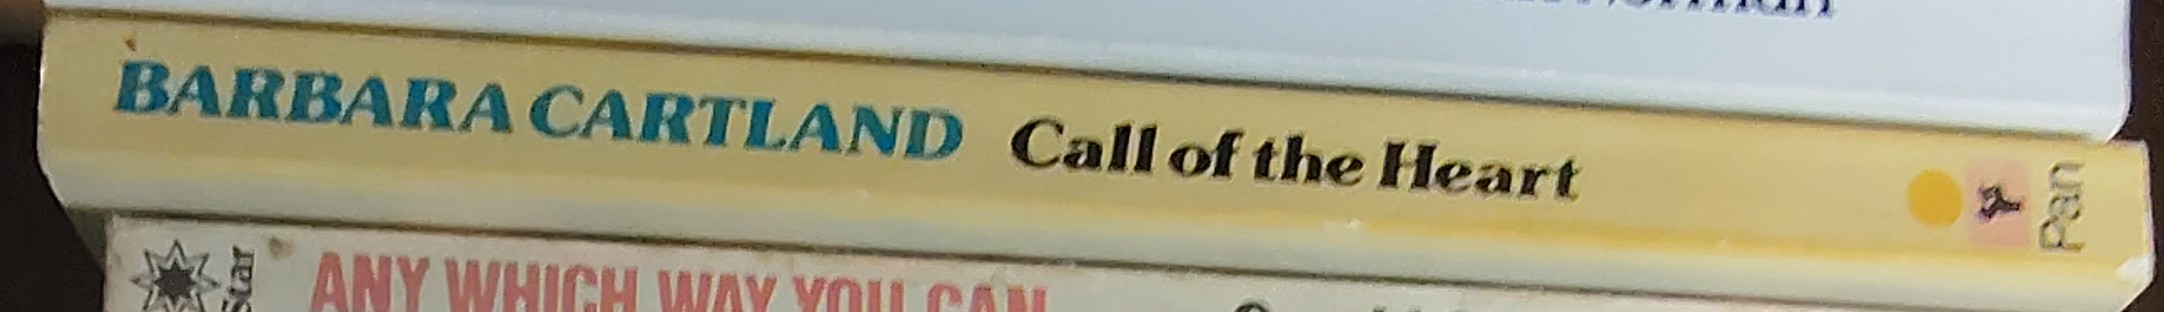 BARBARA CARTLAND Call of the Heart
Pan
Star
ANY WHICH WAY YOU CAN